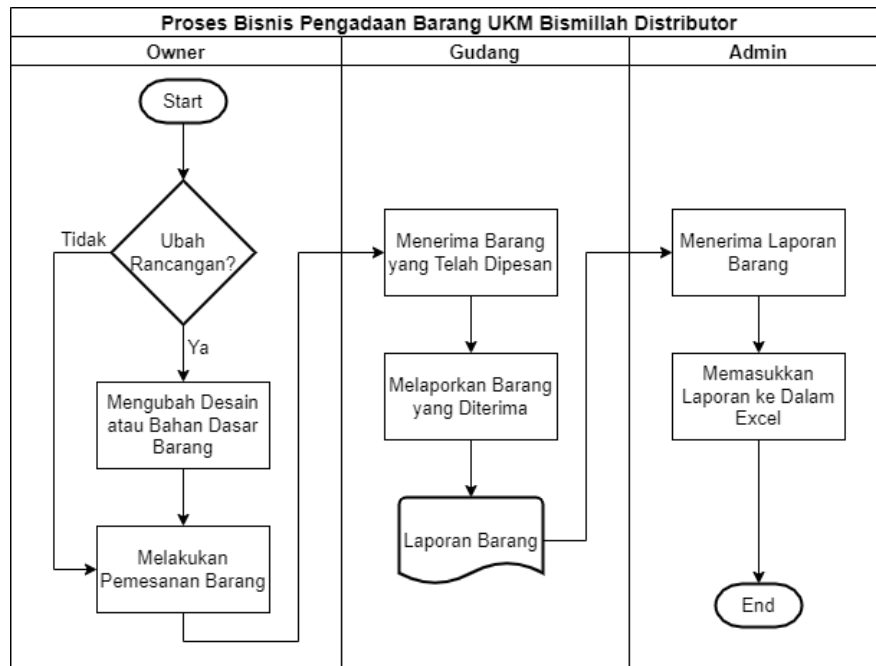 Proses Bisnis Pengadaan Barang UKM Bismillah Distributor
Owner
Gudang
Admin
Start
Tidak
Ubah
Rancangan?
Ya
Mengubah Desain
atau Bahan Dasar
Barang
Melakukan
Pemesanan Barang
Menerima Barang
yang Telah Dipesan
Melaporkan Barang
yang Diterima
Laporan Barang
Menerima Laporan
Barang
Memasukkan
Laporan ke Dalam
Excel
End